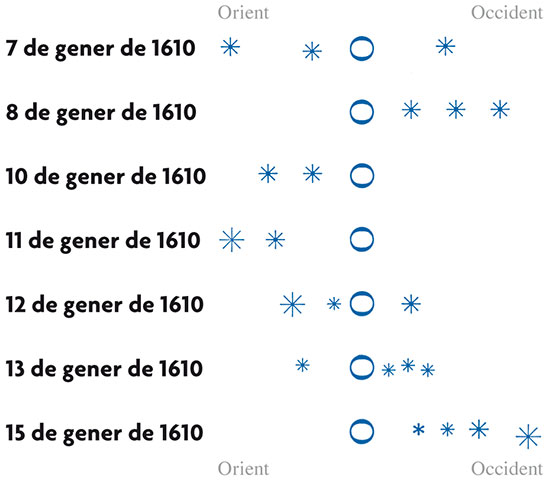 Orient Occident
7 de gener de 1610
8 de gener de 1610
10 de gener de 1610
11 de gener de 1610
12 de gener de 1610
13 de gener de 1610
15 de gener de 1610
Orient Occident